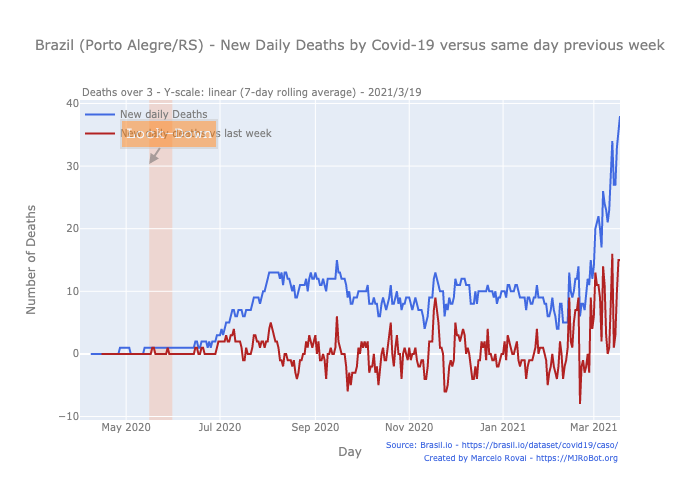 Brazil (Porto Alegre/RS) - New Daily Deaths by Covid-19 versus same day previous week
Deaths over 3 - Y-scale: linear (7-day rolling average) - 2021/3/19
New daily Deaths
New daily deaths vs last week
Lock-Down
Number of Deaths
40
30
20
10
0
−10
May 2020
Jul 2020
Sep 2020
Nov 2020
Jan 2021
Mar 2021
Day
Source: Brasil.io - https://brasil.io/dataset/covid19/caso/
Created by Marcelo Rovai - https://MJRoBot.org